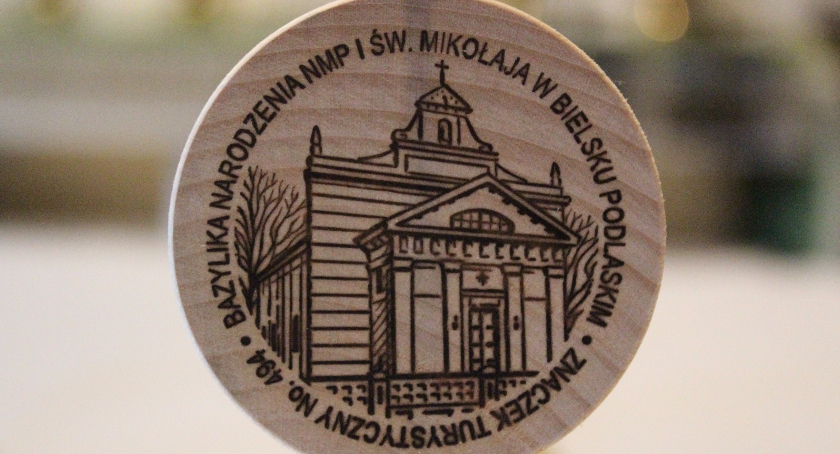 BAZYLIKA NARODZENIA NMP I ŚW. MIKOŁAJA W BIELSKU PODLASKIM
ZNACZEK TURYSTYCZNY No. 494